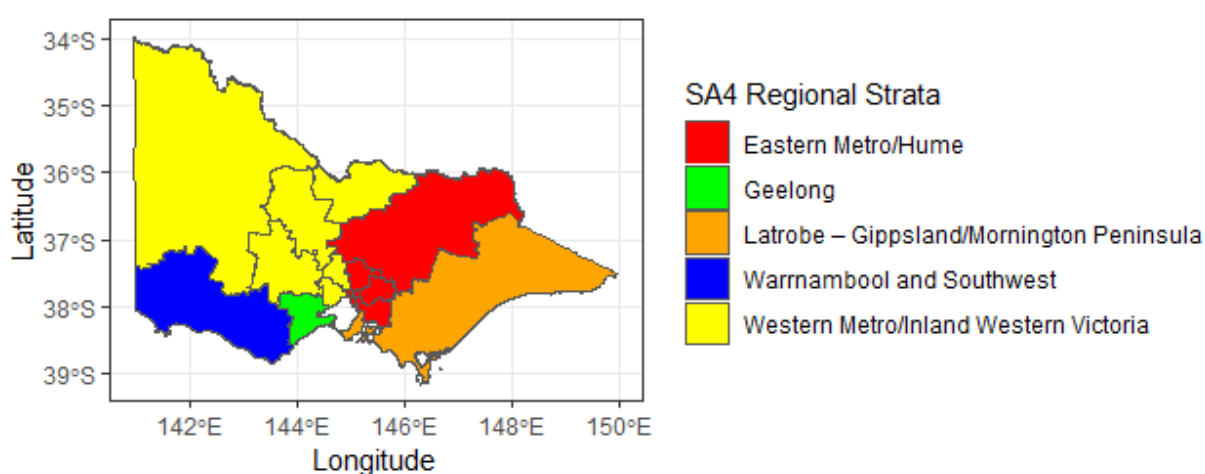 34°S
35°S
36°S
37°S
38°S
39°S
Latitude
142°E 144°E 146°E 148°E 150°E
Longitude
SA4 Regional Strata
Eastern Metro/Hume
Geelong
Latrobe – Gippsland/Mornington Peninsula
Warrnambool and Southwest
Western Metro/Inland Western Victoria